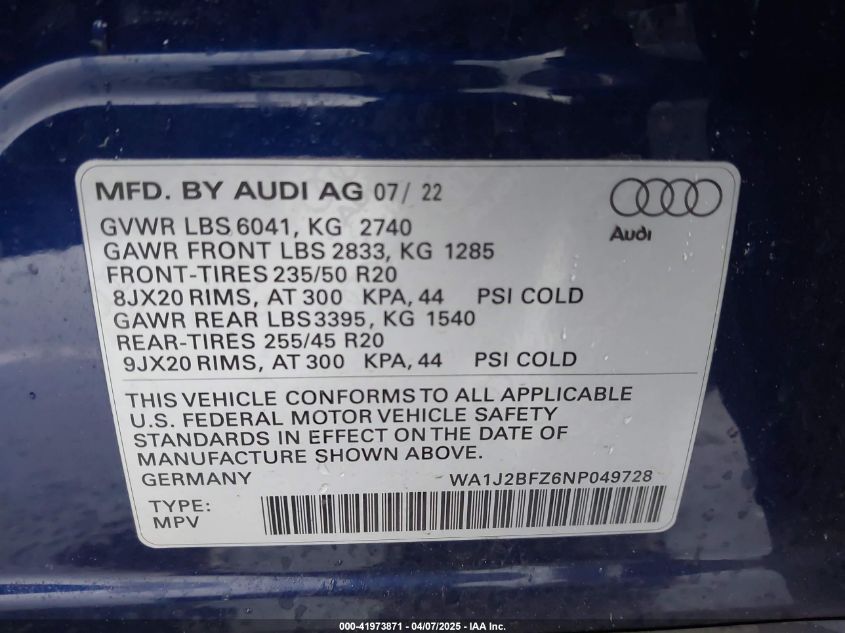 MFD. BY AUDI AG 07/ 22
Audi
GVWR LBS 6041, KG 2740
GAWR FRONT LBS 2833, KG 1285
FRONT-TIRES 235/50 R20
8JX20 RIMS, AT 300 KPA, 44 PSI COLD
GAWR REAR LBS3395, KG 1540
REAR-TIRES 255/45 R20
9JX20 RIMS, AT 300 KPA, 44 PSI COLD
THIS VEHICLE CONFORMS TO ALL APPLICABLE
U.S. FEDERAL MOTOR VEHICLE SAFETY
STANDARDS IN EFFECT ON THE DATE OF
MANUFACTURE SHOWN ABOVE.
GERMANY WA1J2BFZ6NP049728
TYPE:
MPV
000-41973871 | 04/07/2025 - IAA Inc.